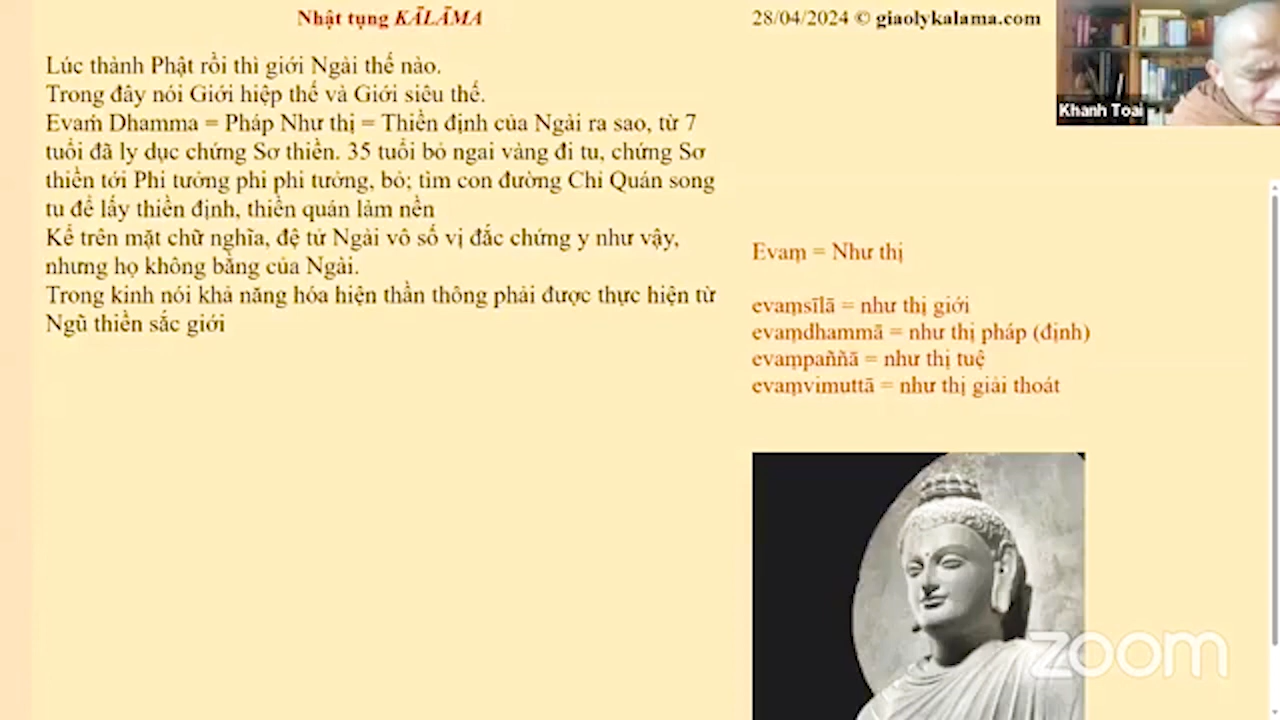 Nhật tụng KĀLĀMA
28/04/2024 © giaolykalama.com
Khanh Toai
Lúc thành Phật rồi thì giới Ngài thế nào.
Trong đây nói Giới hiệp thế và Giới siêu thế.
Evaṁ Dhamma = Pháp Như thị = Thiền định của Ngài ra sao, từ 7
tuổi đã ly dục chứng Sơ thiền. 35 tuổi bỏ ngai vàng đi tu, chứng Sơ
thiền tới Phi tưởng phi phi tưởng, bỏ; tìm con đường Chỉ Quán song
tu để lấy thiền định, thiền quán làm nền
Kể trên mặt chữ nghĩa, đệ tử Ngài vô số vị đắc chứng y như vậy,
nhưng họ không bằng của Ngài.
Trong kinh nói khả năng hóa hiện thần thông phải được thực hiện từ
Ngũ thiền sắc giới
Evaṃ = Như thị
evaṃsīlā = như thị giới
evaṃdhammā = như thị pháp (định)
evaṃpaññā = như thị tuệ
evaṃvimuttā = như thị giải thoát
zoom